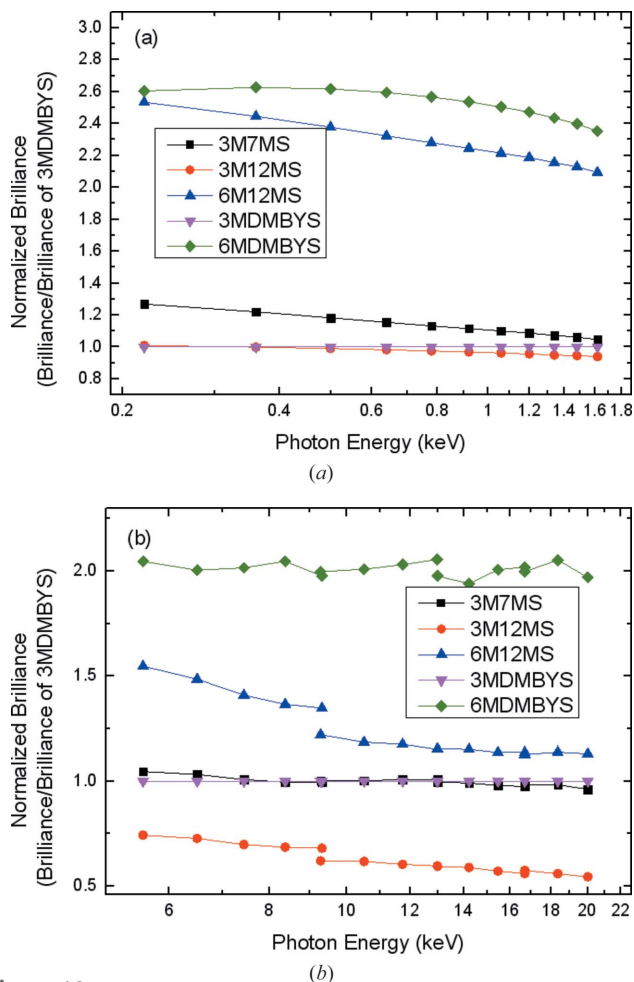 (a)
3.0
2.8
2.6
2.4
2.2
2.0
1.8
1.6
1.4
1.2
1.0
0.8
Normalized Brilliance
(Brilliance/Brilliance of 3MDMBYS)
3M7MS
3M12MS
6M12MS
3MDMBYS
6MDMBYS
0.2 0.4 0.6 0.8 1 1.2 1.4 1.6 1.8
Photon Energy (keV)
(a)
(b)
2.0
1.5
1.0
0.5
Normalized Brilliance
(Brilliance/Brilliance of 3MDMBYS)
3M7MS
3M12MS
6M12MS
3MDMBYS
6MDMBYS
6 8 10 12 14 16 18 20 22
Photon Energy (keV)
(b)